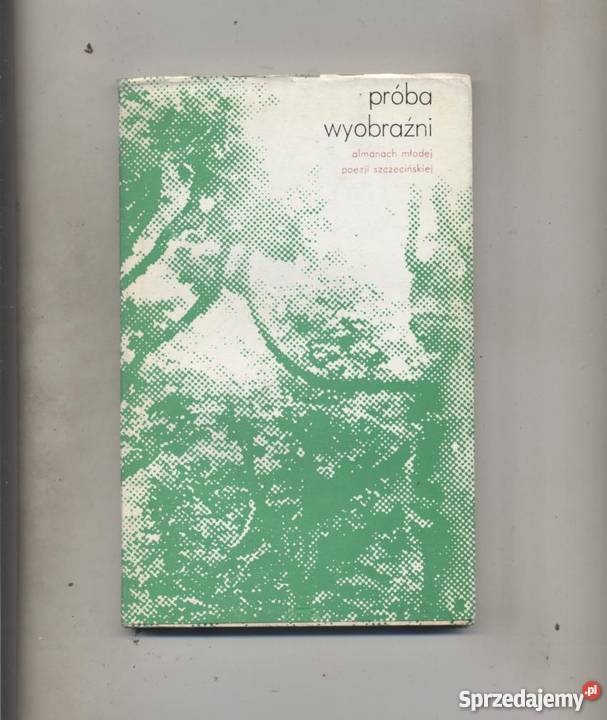 próba
wyobraźni
almanach młodej
poezji szczecińskiej
Sprzedajemy.pl